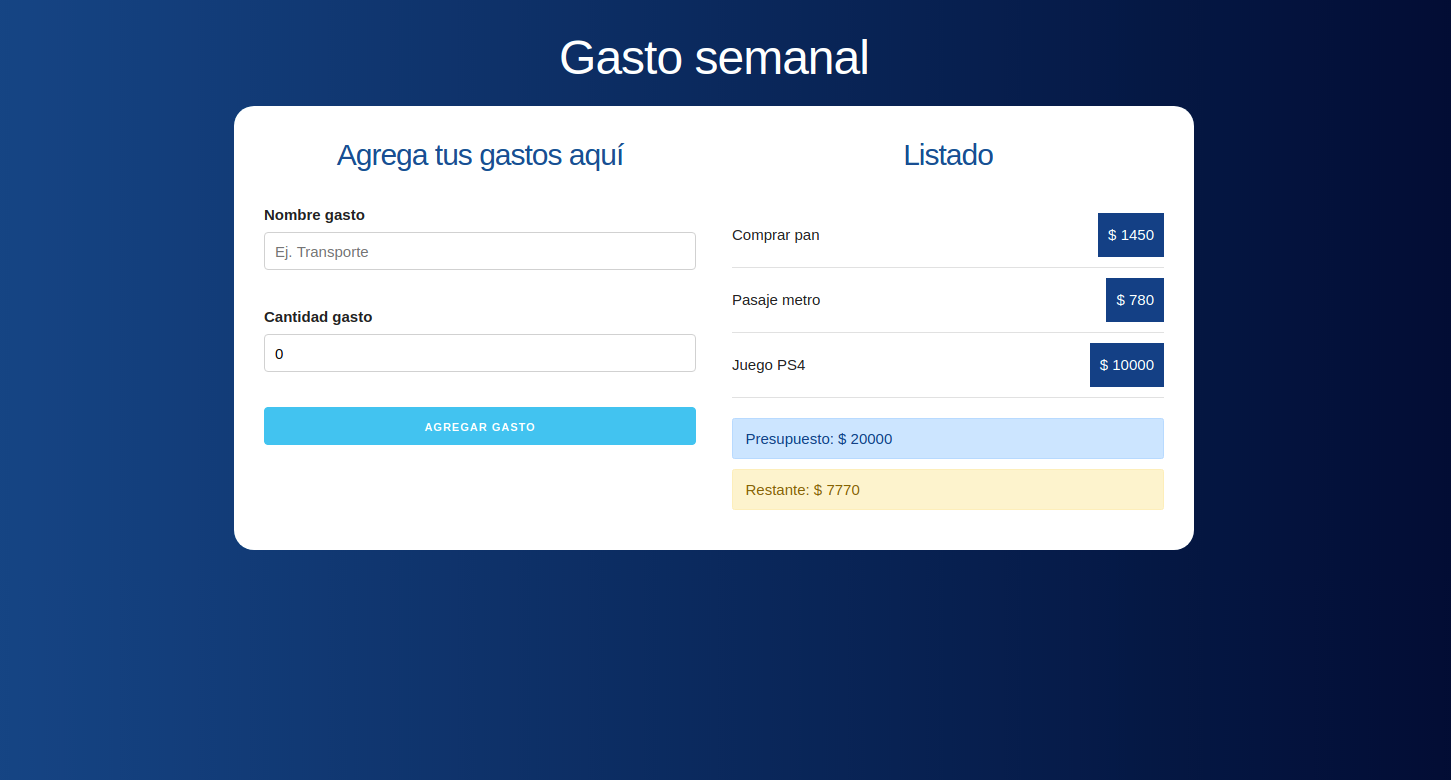 Gasto semanal
Agrega tus gastos aquí
Nombre gasto
Ej. Transporte
Cantidad gasto
0
AGREGAR GASTO
Listado
Comprar pan $ 1450
Pasaje metro $ 780
Juego PS4 $ 10000
Presupuesto: $ 20000
Restante: $ 7770